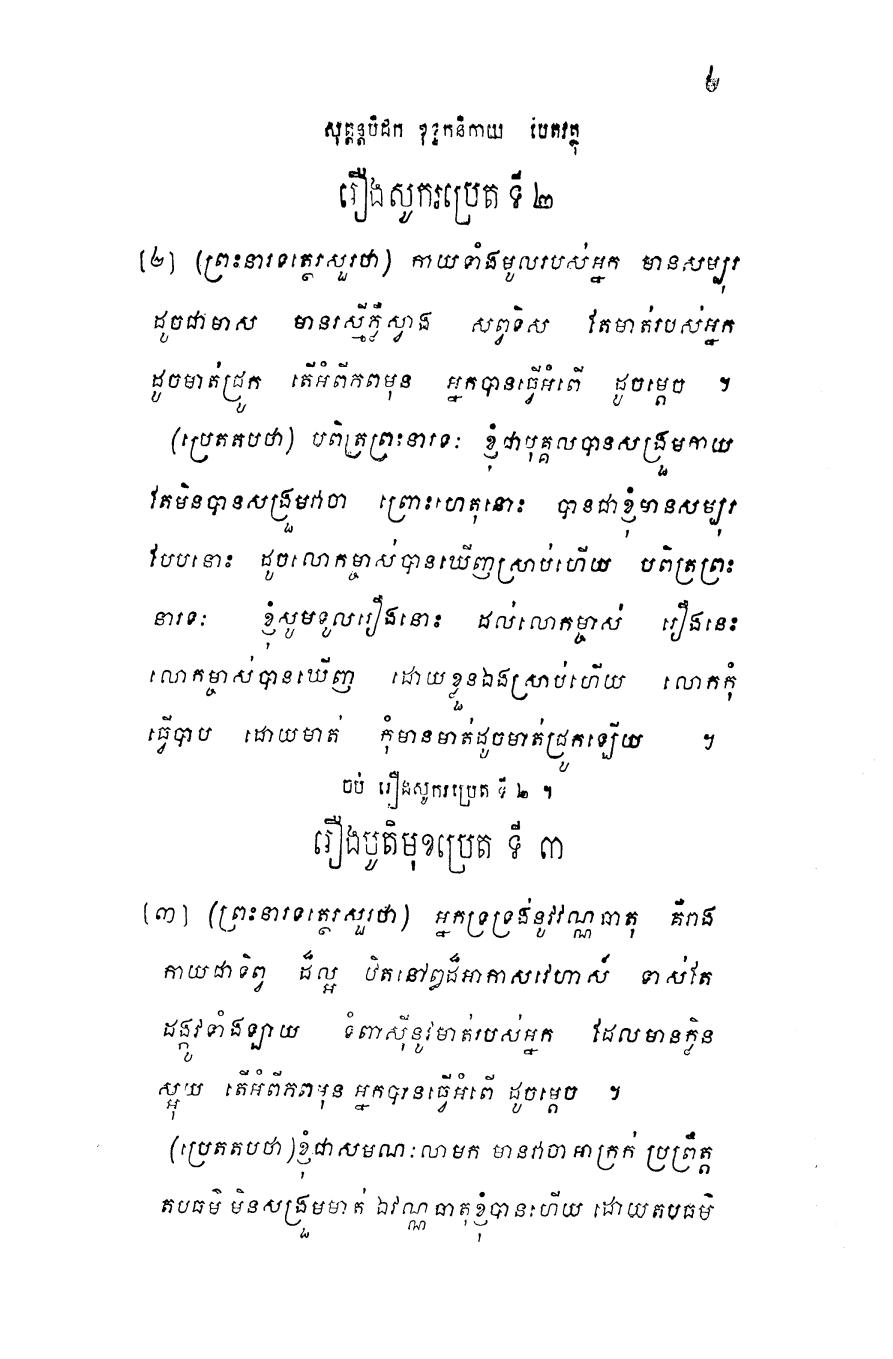 ៤
សុត្តន្តបិដក ខុទ្ទកនិកាយ បេតវត្ថុ
រឿងសូករប្រេត ទី ២
[២] (ព្រះនារទត្ថេរសួរថា) កាយទាំងមូលរបស់អ្នក មានសម្បុរ
ដូចជាមាស មានរស្មីភ្លឺស្វាង សព្វទិស តែមាត់របស់អ្នក
ដូចមាត់ជ្រូក តើអំពីភពមុន អ្នកបានធ្វើអំពើ ដូចម្តេច ។
(ប្រេតតបថា) បពិត្រព្រះនារទៈ ខ្ញុំជាបុគ្គលបានសង្រួមកាយ
តែមិនបានសង្រួមវាចា ព្រោះហេតុនោះ បានជាខ្ញុំមានសម្បុរ
បែបនោះ ដូចលោកម្ចាស់បានឃើញស្រាប់ហើយ បពិត្រព្រះ
នារទៈ ខ្ញុំសូមទូលរឿងនោះ ដល់លោកម្ចាស់ រឿងនេះ
លោកម្ចាស់បានឃើញ ដោយខ្លួនឯងស្រាប់ហើយ លោកកុំ
ធ្វើបាប ដោយមាត់ កុំមានមាត់ដូចមាត់ជ្រូកឡើយ ។
ចប់ រឿងសូករប្រេត ទី ២ ។
រឿងបូតិមុខប្រេត ទី ៣
[៣] (ព្រះនារទត្ថេរសួរថា) អ្នកទ្រទ្រង់នូវវណ្ណធាតុ គឺរាង
កាយជាទិព្វ ដ៏ល្អ ឋិតនៅឰដ៏អាកាសវេហាស៍ ទាស់តែ
ដង្កូវទាំងឡាយ ទំពាស៊ីនូវមាត់របស់អ្នក ដែលមានក្លិន
ស្អុយ តើអំពីភពមុន អ្នកបានធ្វើអំពើ ដូចម្តេច ។
(ប្រេតតបថា) ខ្ញុំជាសមណៈលាមក មានវាចាអាក្រក់ ប្រព្រឹត្ត
តបធម៌ មិនសង្រួមមាត់ ឯវណ្ណធាតុខ្ញុំបានហើយ ដោយតបធម៌